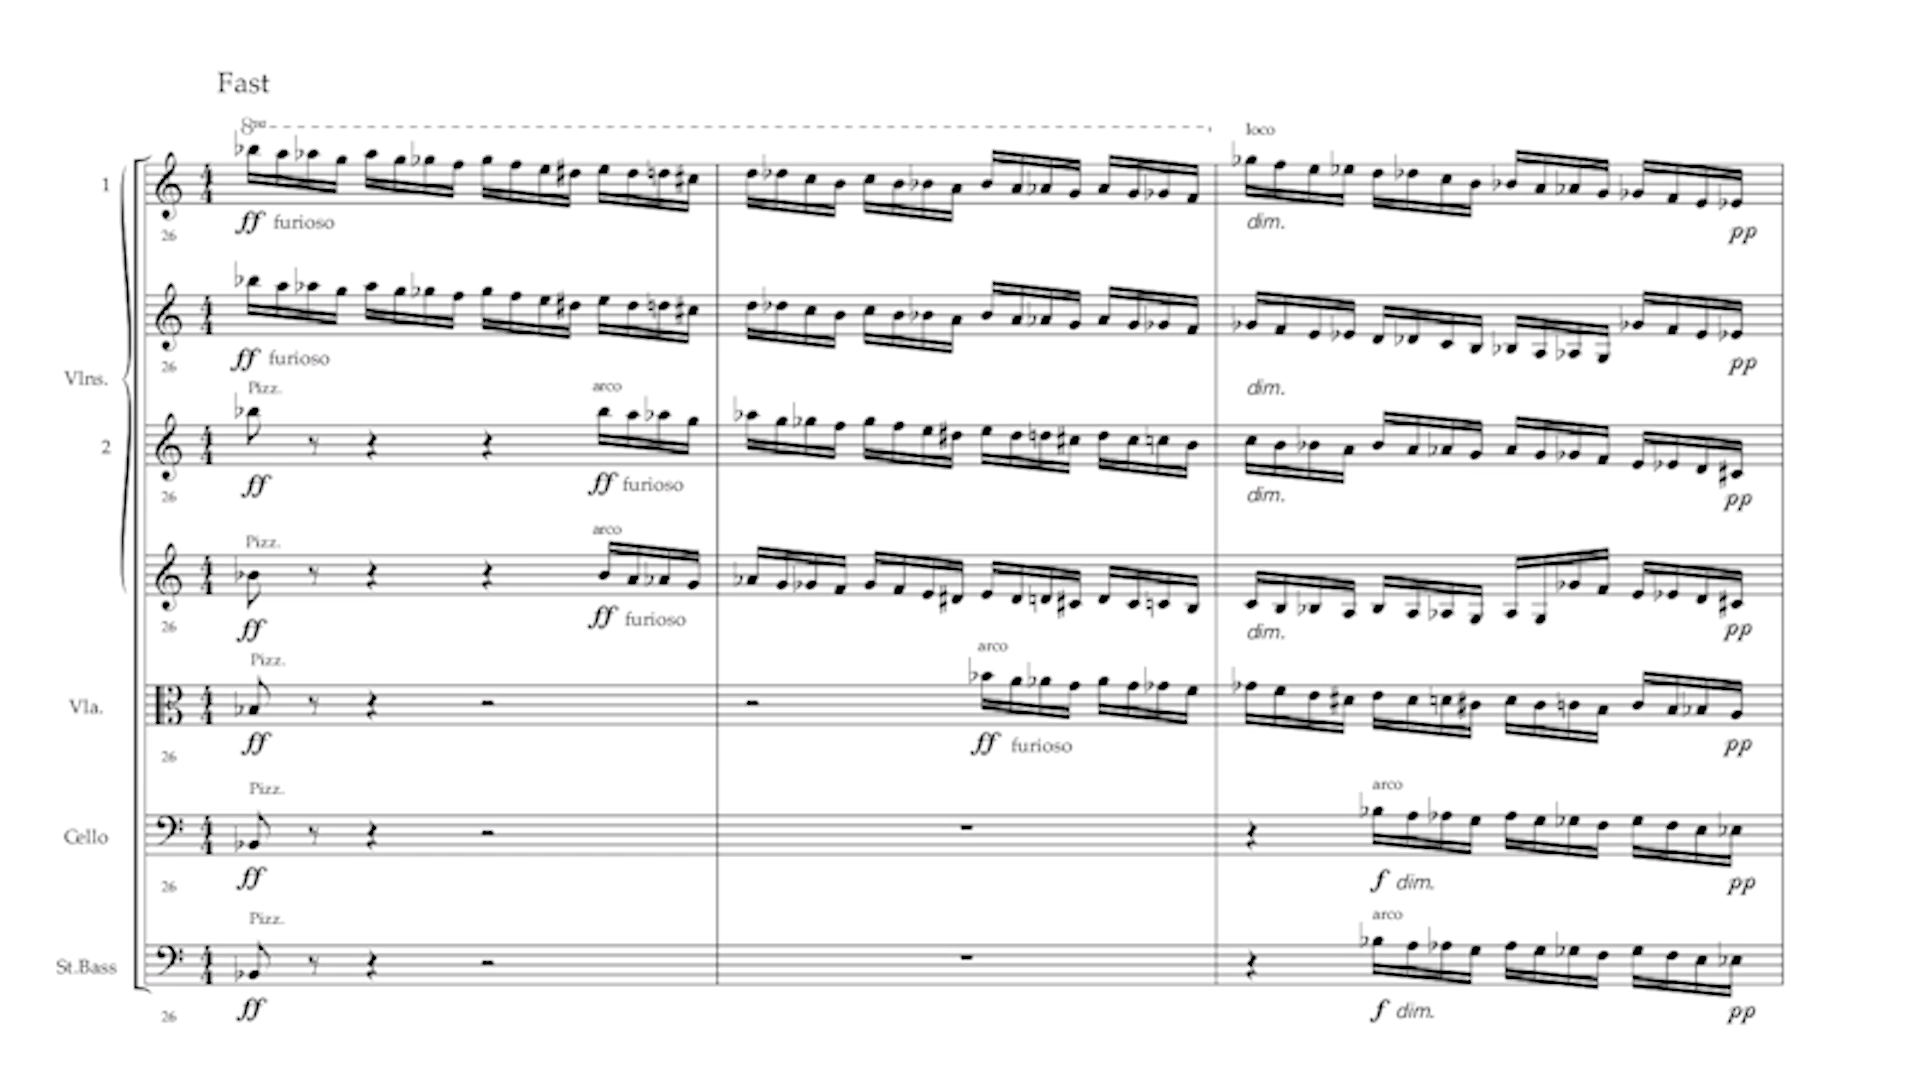 Fast
8va loco
1
ff furioso dim. pp
26
ff furioso dim. pp
26
Vlns.
Pizz. arco
2
ff ff furioso dim. pp
26
Pizz. arco
ff ff furioso dim. pp
26
Pizz. arco
Vla.
ff ff furioso pp
26
Pizz. arco
Cello
ff f dim. pp
26
Pizz. arco
St.Bass
ff f dim. pp
26